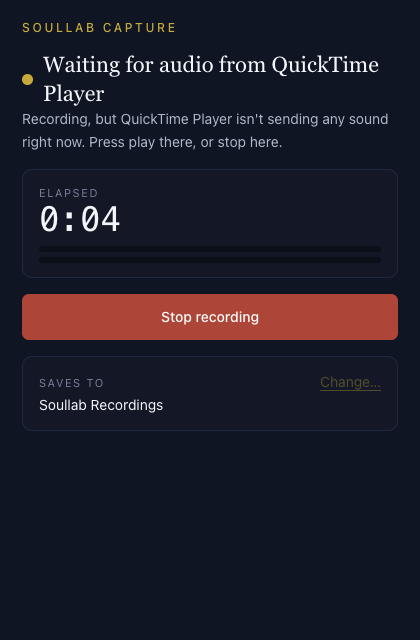 SOULLAB CAPTURE
Waiting for audio from QuickTime
Player
Recording, but QuickTime Player isn't sending any sound
right now. Press play there, or stop here.
ELAPSED
0:04
Stop recording
SAVES TO
Change...
Soullab Recordings